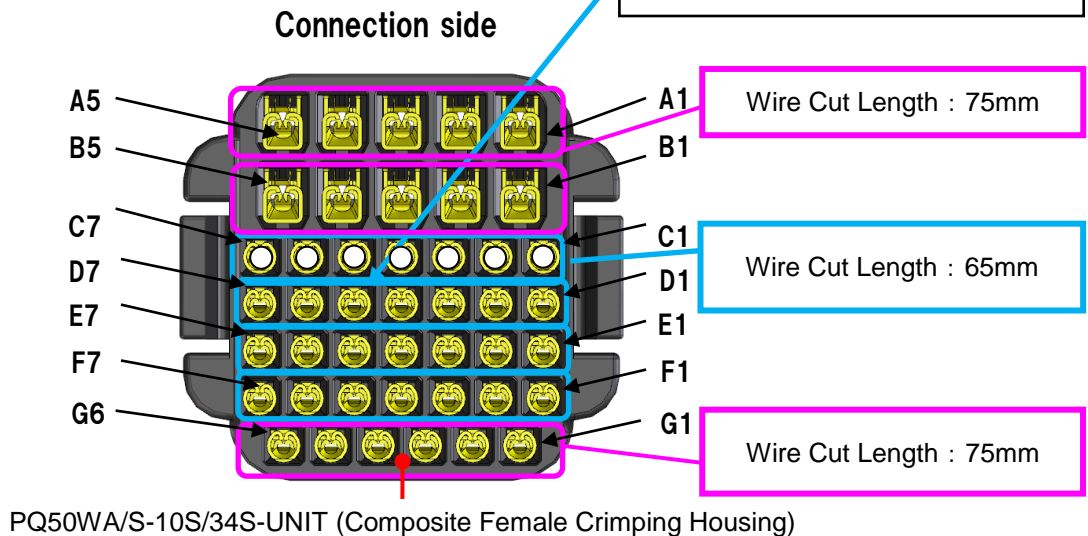 Connection side
A5
A1
Wire Cut Length : 75mm
B5
B1
C7
C1
Wire Cut Length : 65mm
D7
D1
E7
E1
F7
F1
G6
G1
Wire Cut Length : 75mm
PQ50WA/S-10S/34S-UNIT (Composite Female Crimping Housing)